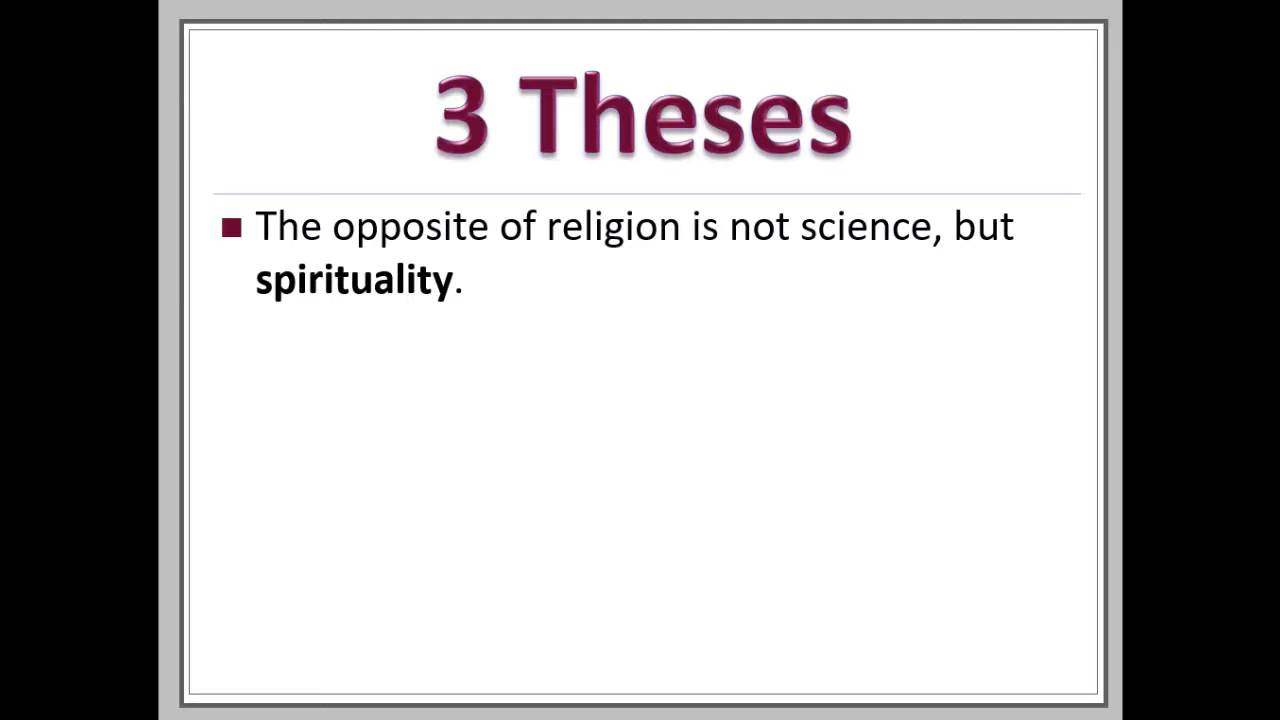 3 Theses
The opposite of religion is not science, but
spirituality.